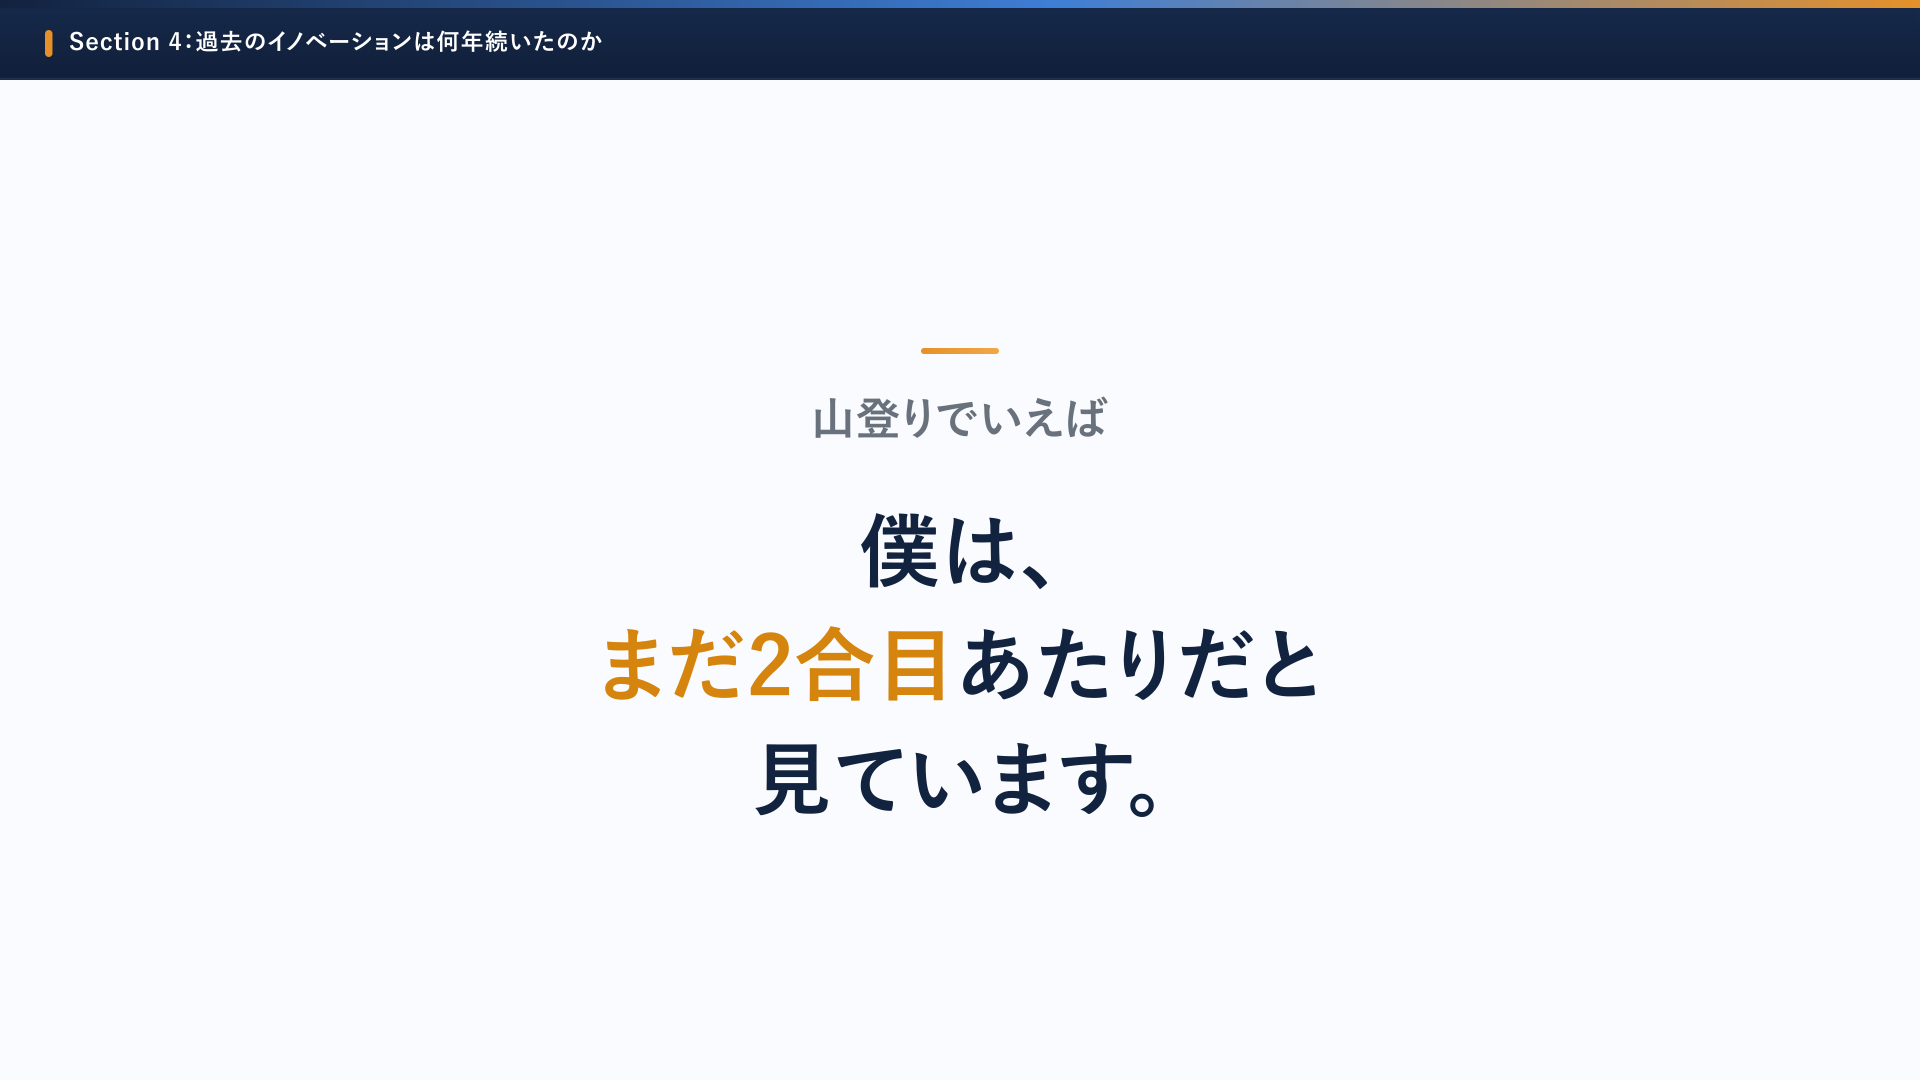 Section 4：過去のイノベーションは何年続いたのか
山登りでいえば
僕は、
まだ2合目あたりだと
見ています。